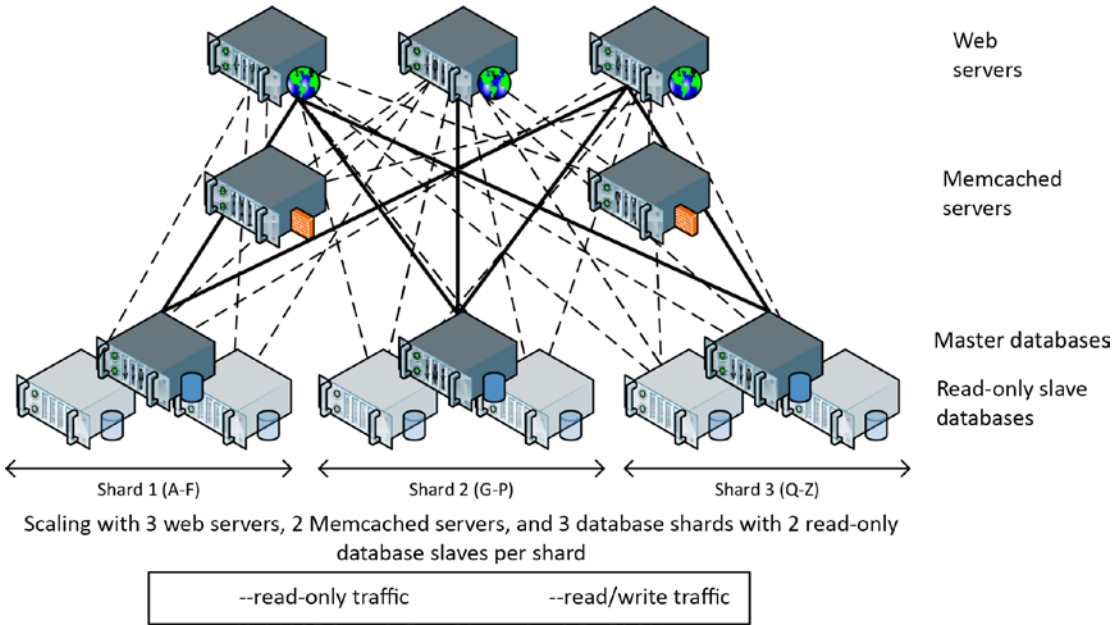 Web
servers
Memcached
servers
Master databases
Read-only slave
databases
Shard 1 (A-F)
Shard 2 (G-P)
Shard 3 (Q-Z)
Scaling with 3 web servers, 2 Memcached servers, and 3 database shards with 2 read-only
database slaves per shard
--read-only traffic
--read/write traffic